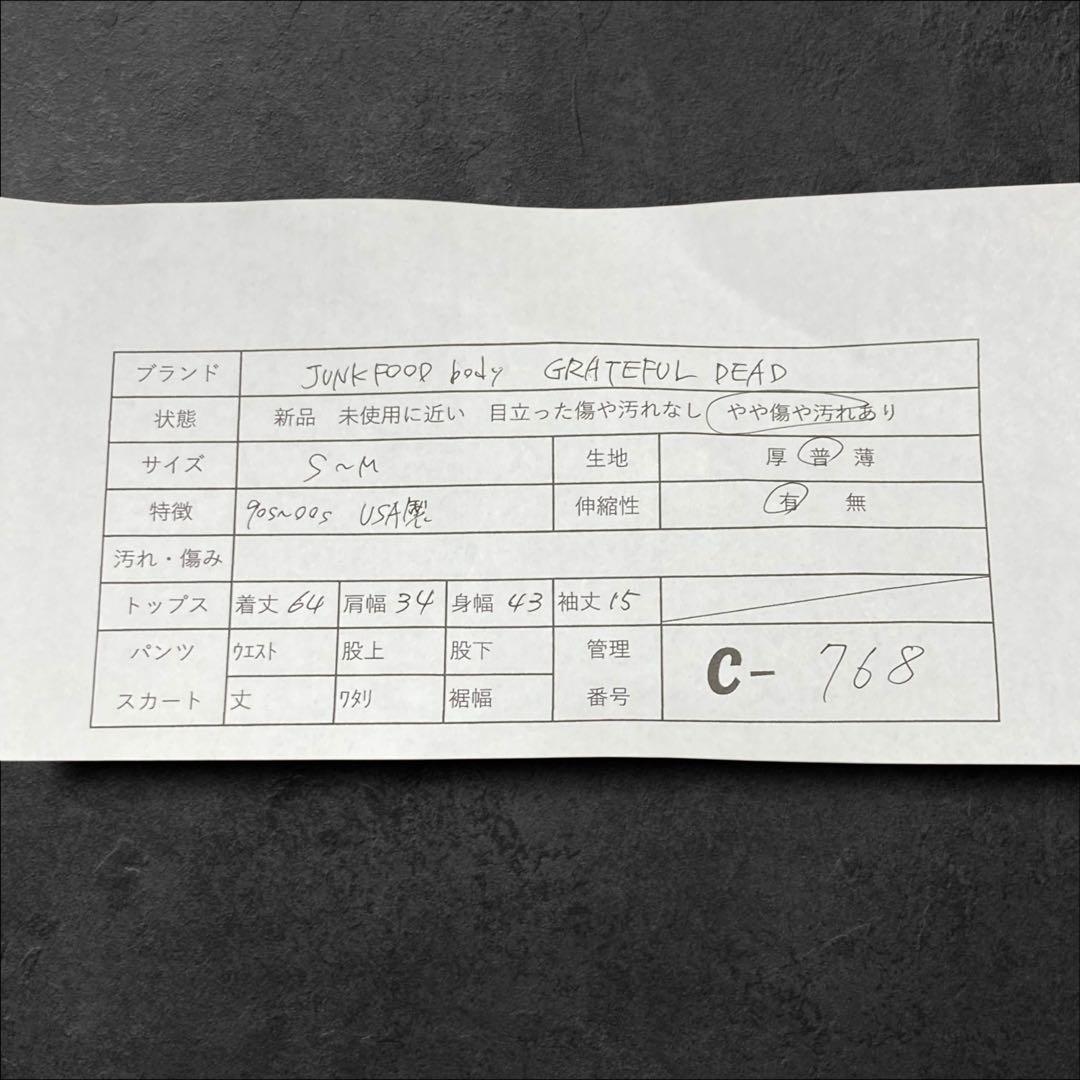 ブランド JUNKFOOD body GRATEFUL DEAD
状態 新品 未使用に近い 目立った傷や汚れなし やや傷や汚れあり
サイズ S~M 生地 厚 普 薄
特徴 90s~00s USA製 伸縮性 有 無
汚れ・傷み
トップス 着丈 64 肩幅 34 身幅 43 袖丈 15
パンツ ウエスト 股上 股下 管理 C- 768
スカート 丈 ワタリ 裾幅 番号